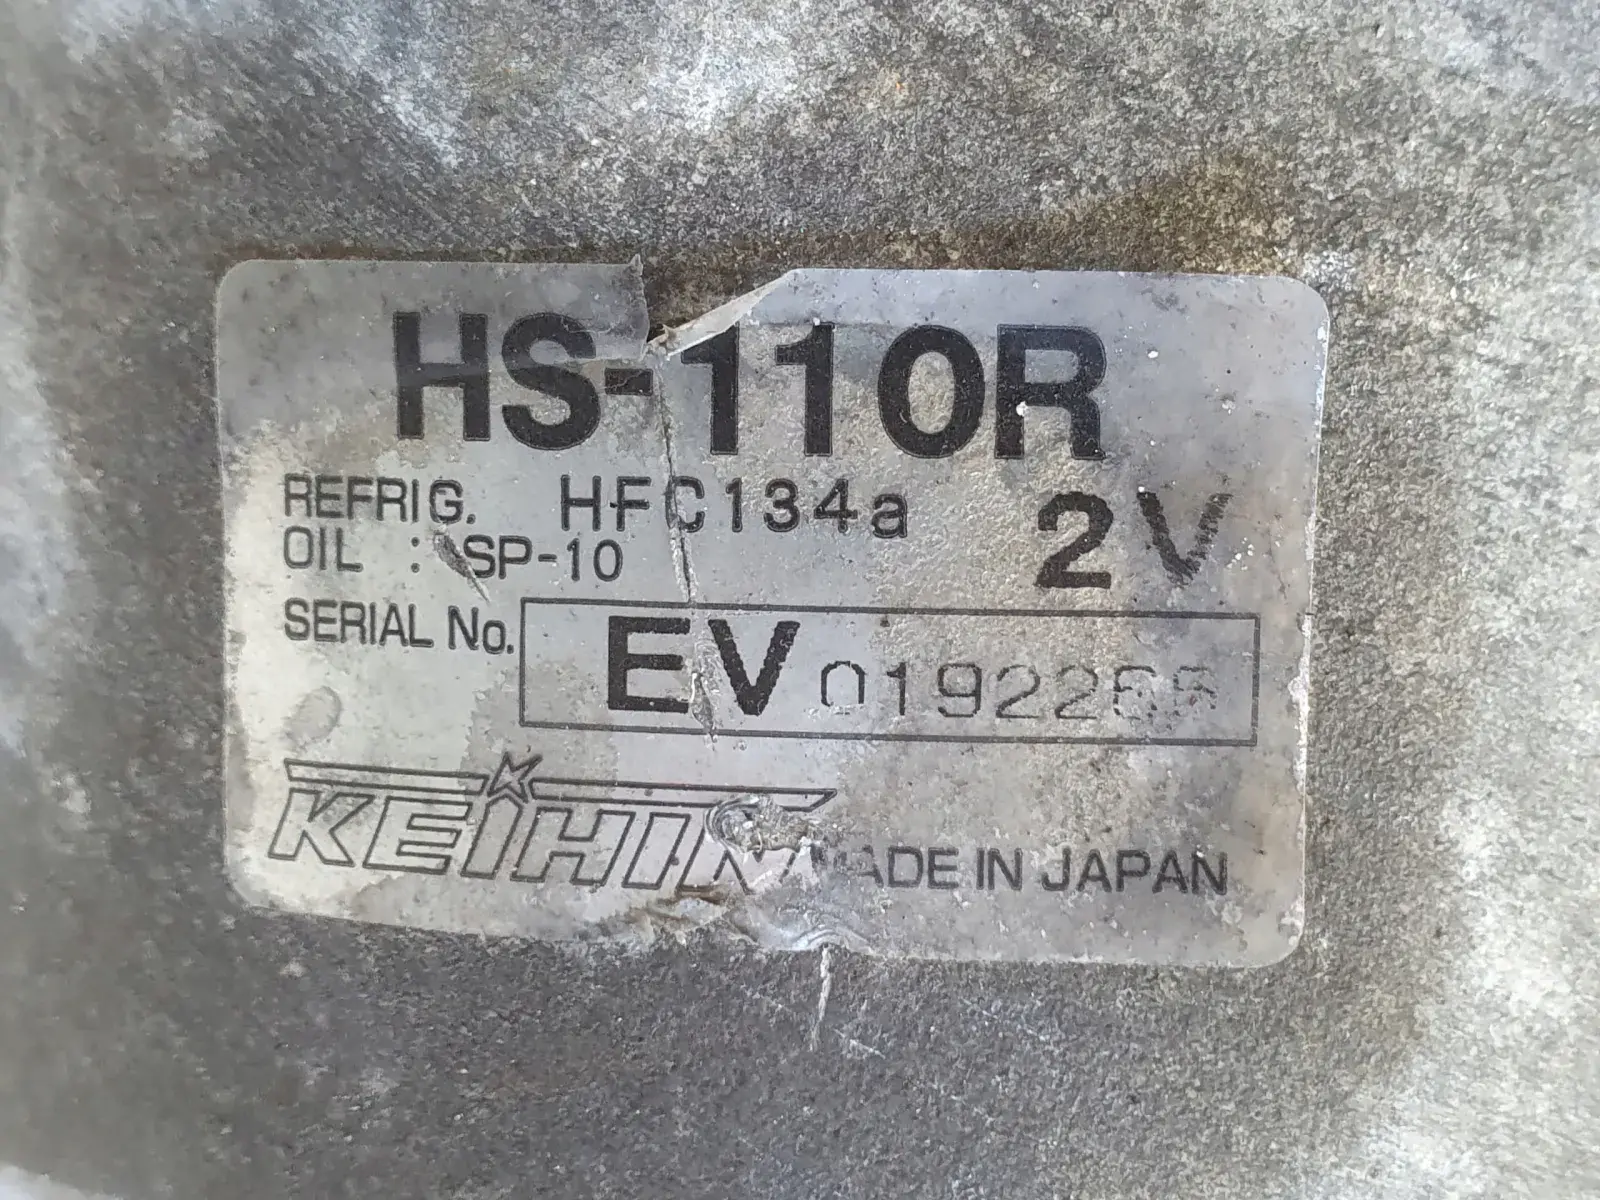 HS-110R
REFRIG. HFC134a 2V
OIL : SP-10
SERIAL No. EV
KEIHIN MADE IN JAPAN